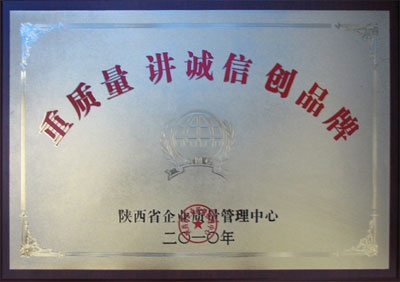 重质量 讲诚信 创品牌
陕西省企业质量管理中心
二〇一〇年